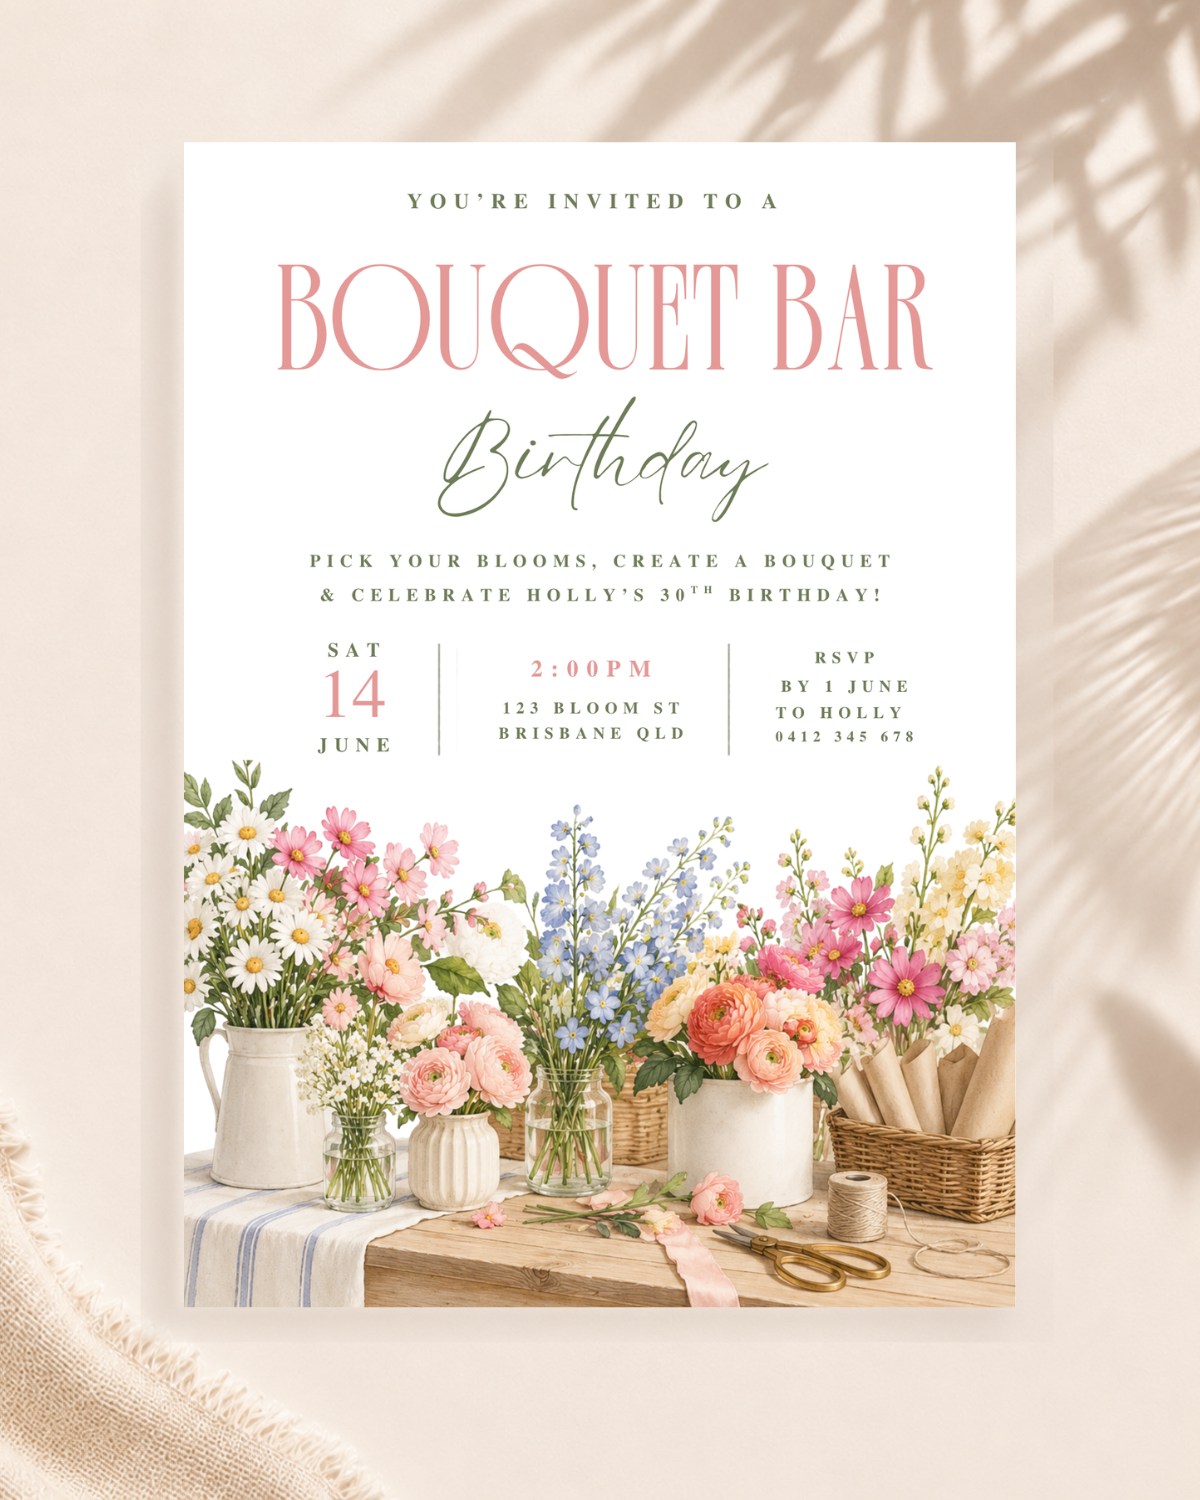 YOU'RE INVITED TO A
BOUQUET BAR
Birthday
PICK YOUR BLOOMS, CREATE A BOUQUET
& CELEBRATE HOLLY'S 30TH BIRTHDAY!
SAT
14
JUNE
2:00PM
123 BLOOM ST
BRISBANE QLD
RSVP
BY 1 JUNE
TO HOLLY
0412 345 678